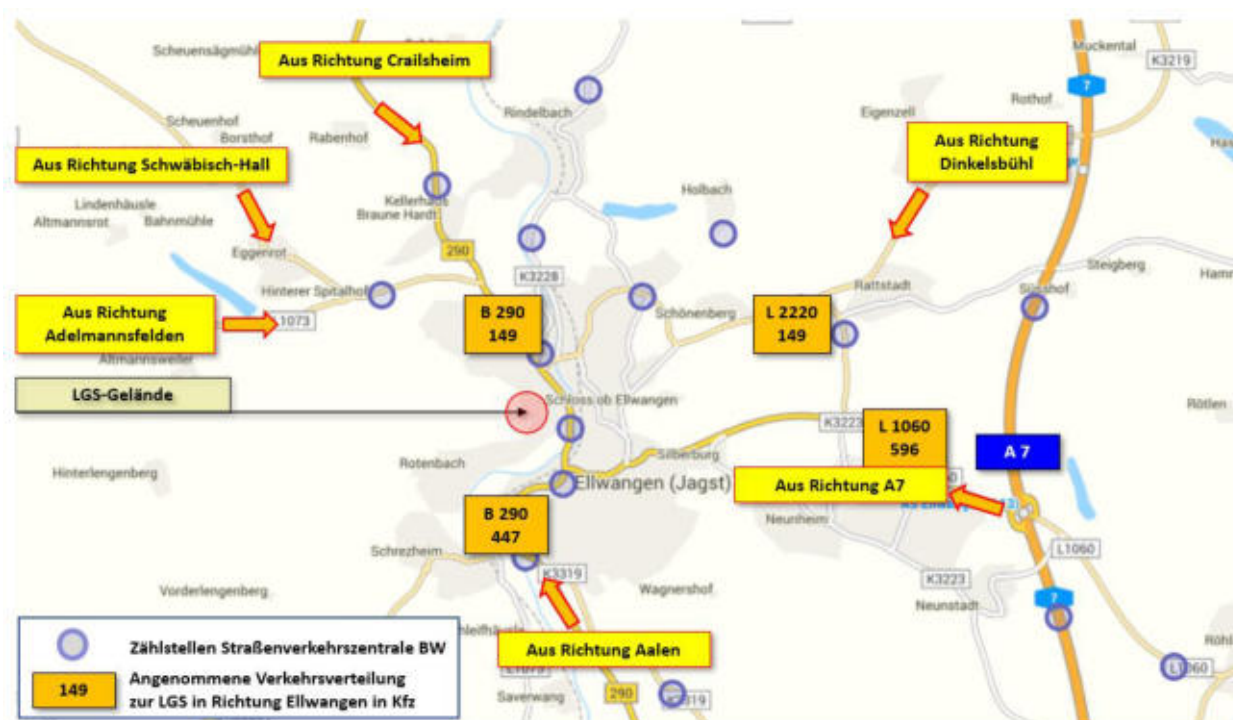 Scheuensägmühl
Aus Richtung Crailsheim
Rindelbach
Muckental
K3219
7
Eigenzell
Rothof
Scheuenhof
Borsthof
Rabenhof
Aus Richtung Schwäbisch-Hall
Aus Richtung
Dinkelsbühl
Lindenhäusle
Altmannsrot
Bahnmühle
Kellerhaus
Braune Hardt
Holbach
Eggenrot
290
K3228
Steigberg
Hinterer Spitalhof
Rattstadt
Süsshof
Aus Richtung
Adelmannsfelden
1073
B 290
149
Schönenberg
L 2220
149
Altmannsweiler
LGS-Gelände
Schloss ob Ellwangen
Rötlen
K3223
L 1060
596
A 7
Hinterlengenberg
Rotenbach
Silberburg
Ellwangen (Jagst)
Aus Richtung A7
B 290
447
Neunheim
Schrezheim
L1060
K3319
K3223
Vorderlengenberg
Wagnershof
Neunstadt
7
Zählstellen Straßenverkehrszentrale BW
Aus Richtung Aalen
L1060
149
Angenommene Verkehrsverteilung
zur LGS in Richtung Ellwangen in Kfz
Saverwang
290